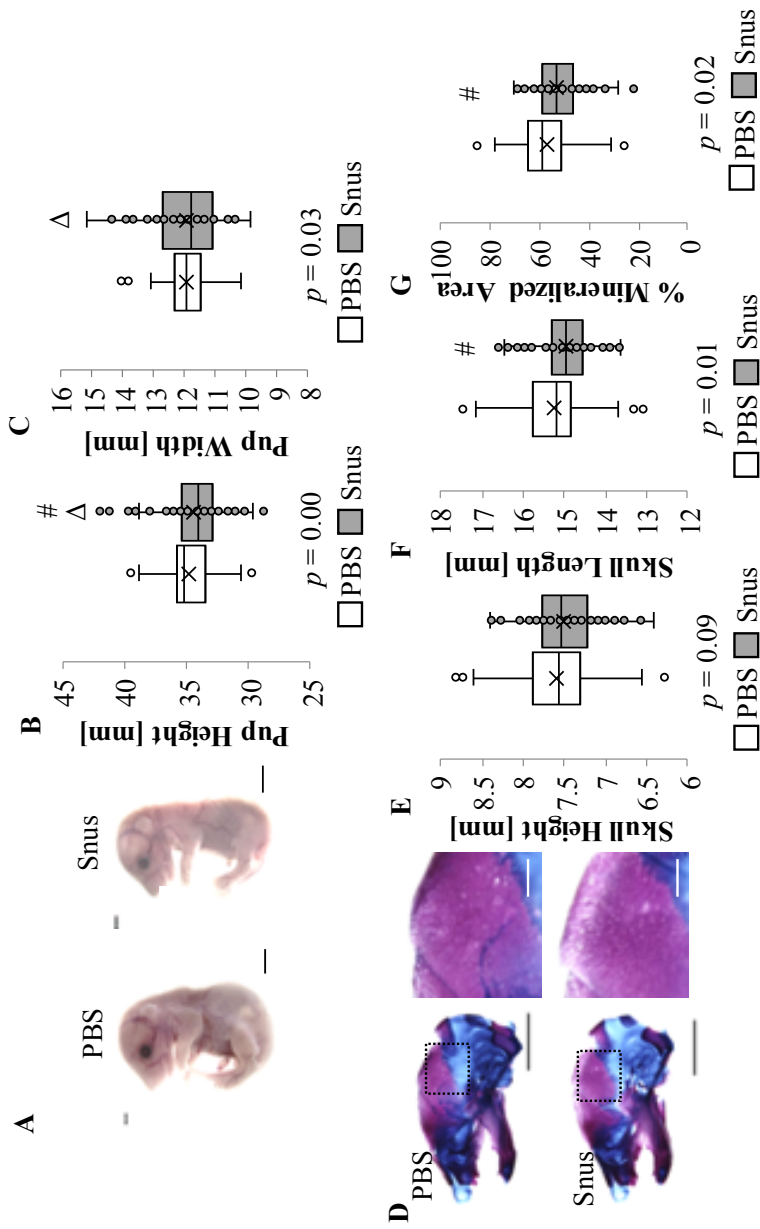 A
PBS
Snus
B
Pup Height [mm]
45
40
35
30
25
#
Δ
p = 0.00
PBS Snus
C
Pup Width [mm]
16
15
14
13
12
11
10
9
8
Δ
p = 0.03
PBS Snus
D
PBS
Snus
E
Skull Height [mm]
9
8.5
8
7.5
7
6.5
6
p = 0.09
PBS Snus
F
Skull Length [mm]
18
17
16
15
14
13
12
#
p = 0.01
PBS Snus
G
% Mineralized Area
100
80
60
40
20
0
#
p = 0.02
PBS Snus